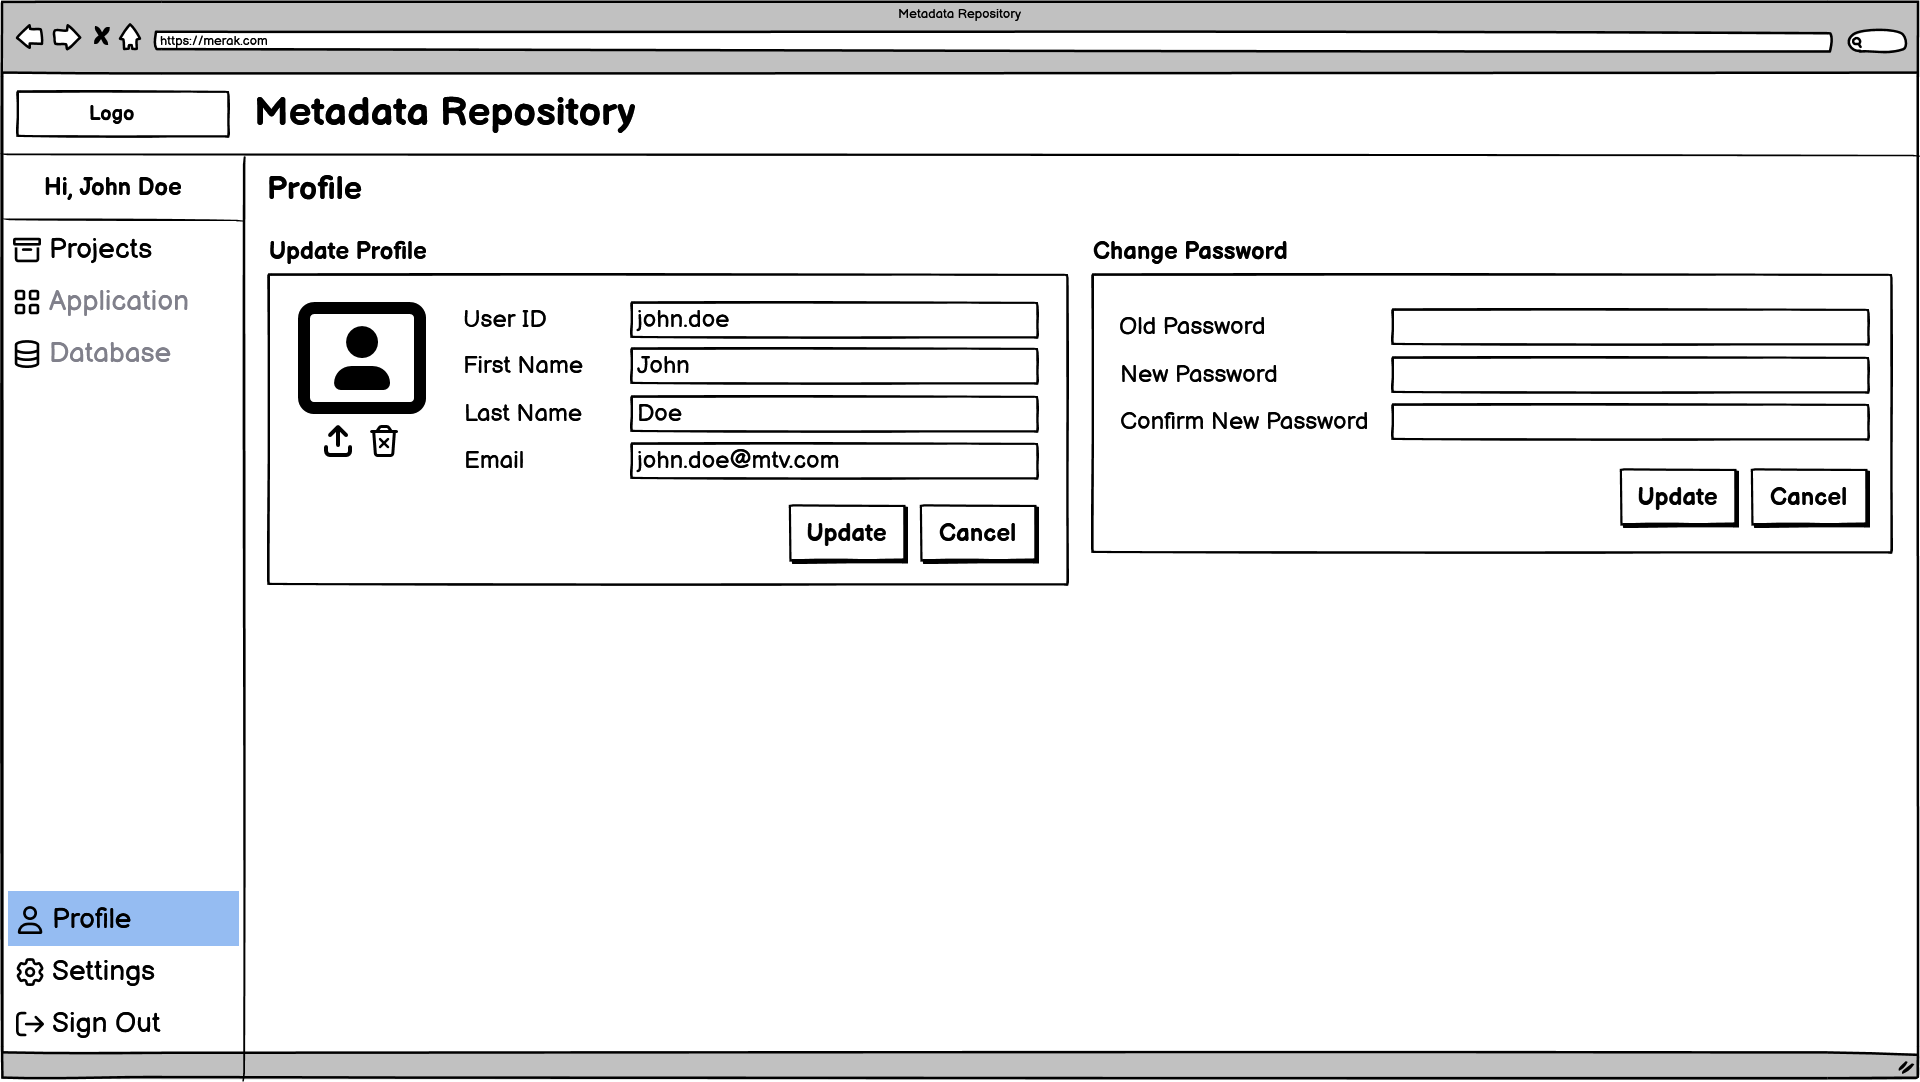 Metadata Repository
https://merak.com
Logo
Metadata Repository
Hi, John Doe
Projects
Application
Database
Profile
Settings
Sign Out
Profile
Update Profile
User ID john.doe
First Name John
Last Name Doe
Email john.doe@mtv.com
Update Cancel
Change Password
Old Password
New Password
Confirm New Password
Update Cancel